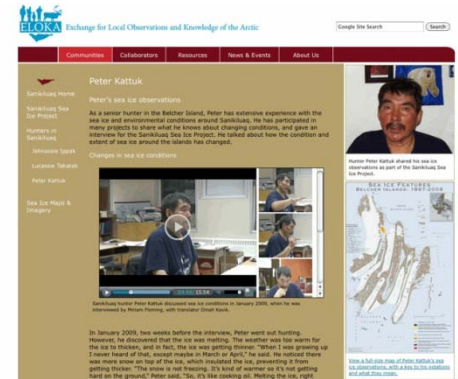 ELOKA Exchange for Local Observations and Knowledge of the Arctic
Google Site Search
Search
Communities Collaborators Resources News & Events About Us
Sanikiluaq Home
Sanikiluaq Sea
Ice Project
Hunters in
Sanikiluaq
Johnassie Ippak
Lucassie Takatak
Peter Kattuk
Sea Ice Maps &
Imagery
Peter Kattuk
Peter's sea ice observations
As a senior hunter in the Belcher Island, Peter has extensive experience with the
sea ice and environmental conditions around Sanikiluaq. He has participated in
many projects to share what he knows about changing conditions, and gave an
interview for the Sanikiluaq Sea Ice Project. He talked about how the condition and
extent of sea ice around the islands has changed.
Changes in sea ice conditions
15:54
Sanikiluaq hunter Peter Kattuk discussed sea ice conditions in January 2009, when he was
interviewed by Miriam Fleming, with translator Dinah Kavik.
In January 2009, two weeks before the interview, Peter went out hunting.
However, he discovered that the ice was melting. The weather was too warm for
the ice to thicken, and in fact, the ice was getting thinner. "When I was growing up
I never heard of that, except maybe in March or April," he said. He noticed there
was more snow on top of the ice, which insulated the ice, preventing it from
getting thicker. "The snow is not freezing. It's kind of warmer so it's not getting
hard on the ground," Peter said. "So, it's like cooking oil. Melting the ice, right
Hunter Peter Kattuk shared his sea ice
observations as part of the Sanikiluaq Sea
Ice Project.
SEA ICE FEATURES
BELCHER ISLANDS, 1987-2008
View a full-size map of Peter Kattuk's sea
ice observations, with a key to his notations
and what they mean.